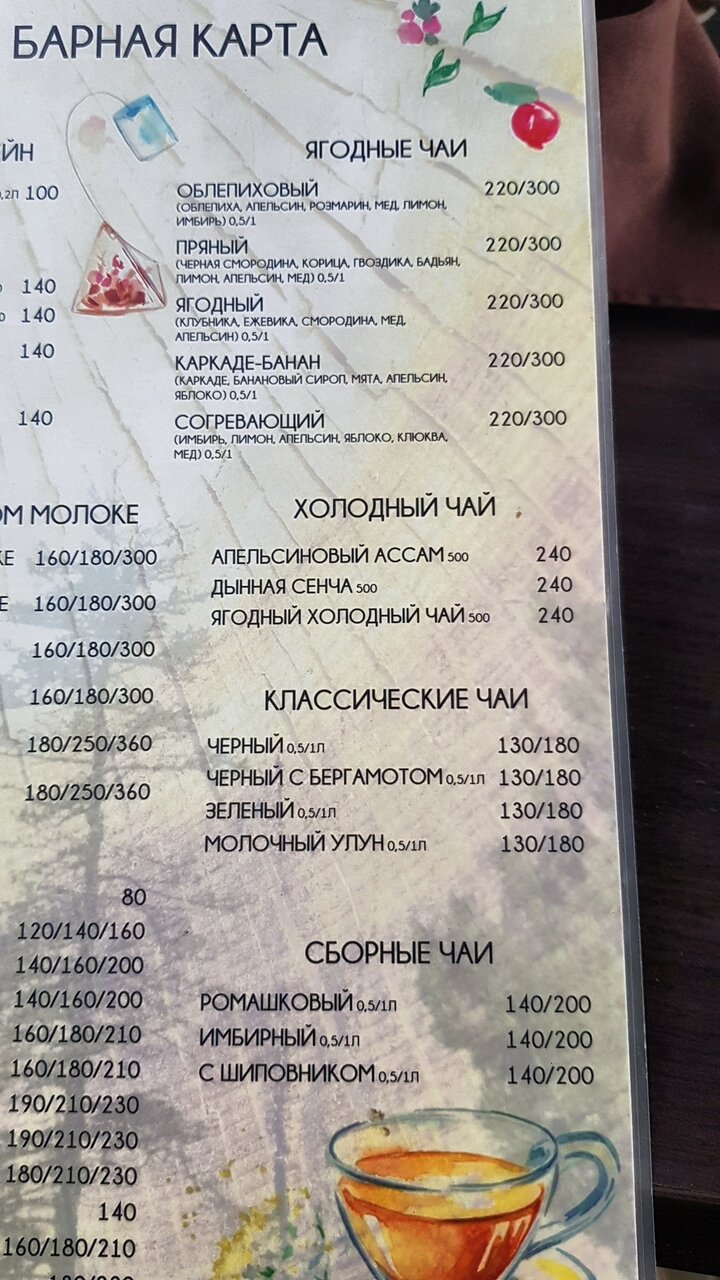 БАРНАЯ КАРТА
100
140
140
140
140
МОЛОКЕ
160/180/300
160/180/300
160/180/300
160/180/300
180/250/360
180/250/360
80
120/140/160
140/160/200
140/160/200
160/180/210
160/180/210
190/210/230
190/210/230
180/210/230
140
160/180/210
ЯГОДНЫЕ ЧАИ
ОБЛЕПИХОВЫЙ 220/300
(ОБЛЕПИХА, АПЕЛЬСИН, РОЗМАРИН, МЕД, ЛИМОН,
ИМБИРЬ) 0,5/1
ПРЯНЫЙ 220/300
(ЧЕРНАЯ СМОРОДИНА, КОРИЦА, ГВОЗДИКА, БАДЬЯН,
ЛИМОН, АПЕЛЬСИН, МЕД) 0,5/1
ЯГОДНЫЙ 220/300
(КЛУБНИКА, ЕЖЕВИКА, СМОРОДИНА, МЕД,
АПЕЛЬСИН) 0,5/1
КАРКАДЕ-БАНАН 220/300
(КАРКАДЕ, БАНАНОВЫЙ СИРОП, МЯТА, АПЕЛЬСИН,
ЯБЛОКО) 0,5/1
СОГРЕВАЮЩИЙ 220/300
(ИМБИРЬ, ЛИМОН, АПЕЛЬСИН, ЯБЛОКО, КЛЮКВА,
МЕД) 0,5/1
ХОЛОДНЫЙ ЧАЙ
АПЕЛЬСИНОВЫЙ АССАМ 500 240
ДЫННАЯ СЕНЧА 500 240
ЯГОДНЫЙ ХОЛОДНЫЙ ЧАЙ 500 240
КЛАССИЧЕСКИЕ ЧАИ
ЧЕРНЫЙ 0,5/1Л 130/180
ЧЕРНЫЙ С БЕРГАМОТОМ 0,5/1Л 130/180
ЗЕЛЕНЫЙ 0,5/1Л 130/180
МОЛОЧНЫЙ УЛУН 0,5/1Л 130/180
СБОРНЫЕ ЧАИ
РОМАШКОВЫЙ 0,5/1Л 140/200
ИМБИРНЫЙ 0,5/1Л 140/200
С ШИПОВНИКОМ 0,5/1Л 140/200